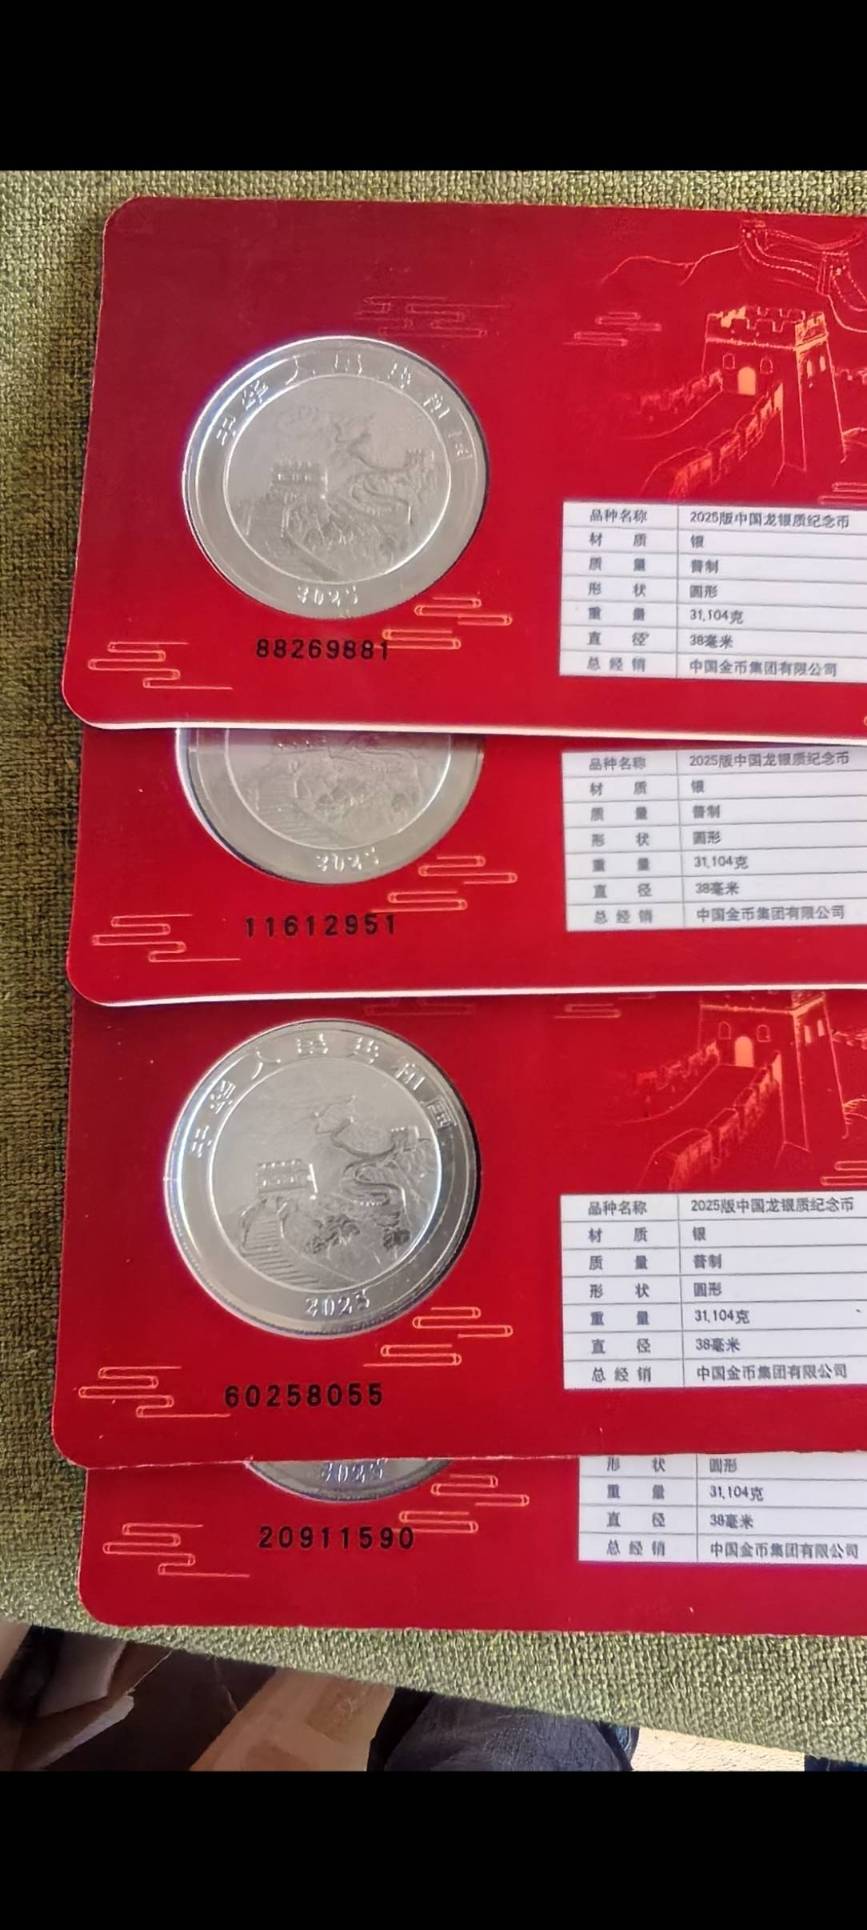 中华人民共和国
2025
88269881
品种名称 2025版中国龙银质纪念币
材 质 银
质 量 普制
形 状 圆形
重 量 31.104克
直 径 38毫米
总经销 中国金币集团有限公司
2025
11612951
品种名称 2025版中国龙银质纪念币
材 质 银
质 量 普制
形 状 圆形
重 量 31.104克
直 径 38毫米
总经销 中国金币集团有限公司
中华人民共和国
2025
60258055
品种名称 2025版中国龙银质纪念币
材 质 银
质 量 普制
形 状 圆形
重 量 31.104克
直 径 38毫米
总经销 中国金币集团有限公司
2025
20911590
形 状 圆形
重 量 31.104克
直 径 38毫米
总经销 中国金币集团有限公司